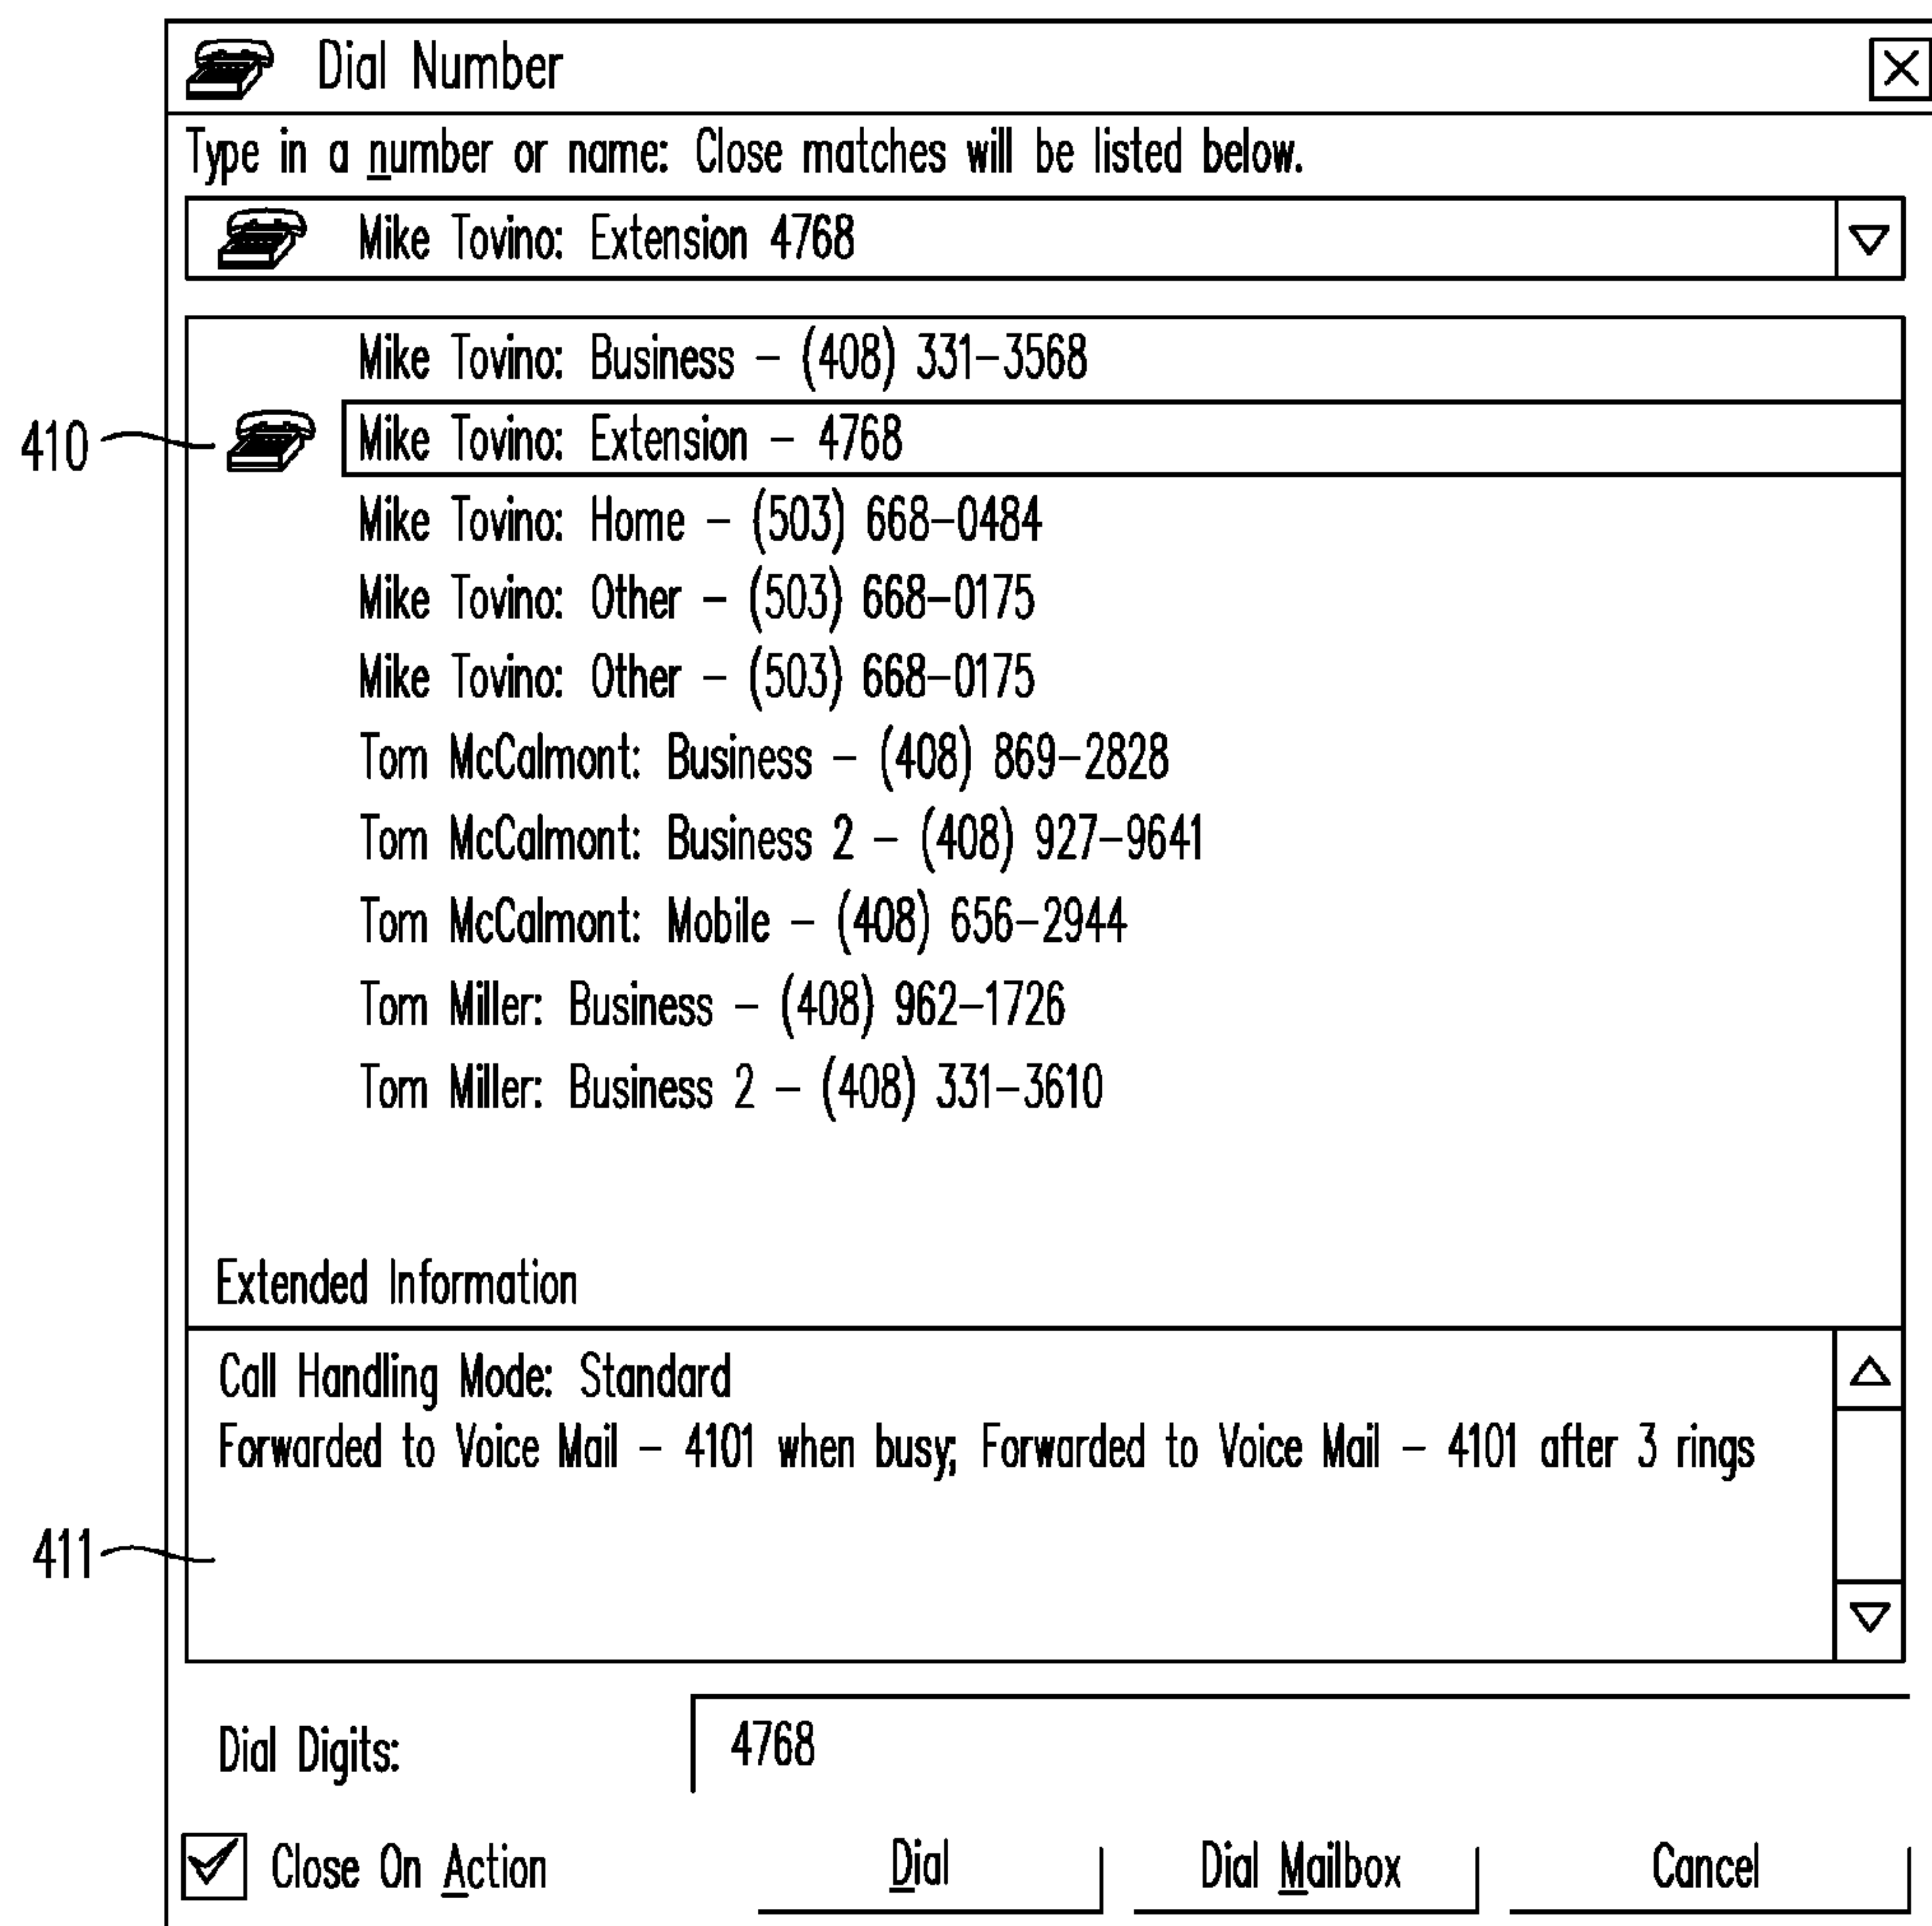 Dial Number
Type in a number or name: Close matches will be listed below.
Mike Tovino: Extension 4768
Mike Tovino: Business – (408) 331–3568
410
Mike Tovino: Extension – 4768
Mike Tovino: Home – (503) 668–0484
Mike Tovino: Other – (503) 668–0175
Mike Tovino: Other – (503) 668–0175
Tom McCalmont: Business – (408) 869–2828
Tom McCalmont: Business 2 – (408) 927–9641
Tom McCalmont: Mobile – (408) 656–2944
Tom Miller: Business – (408) 962–1726
Tom Miller: Business 2 – (408) 331–3610
Extended Information
Call Handling Mode: Standard
Forwarded to Voice Mail – 4101 when busy; Forwarded to Voice Mail – 4101 after 3 rings
411
Dial Digits: 4768
Close On Action Dial Dial Mailbox Cancel